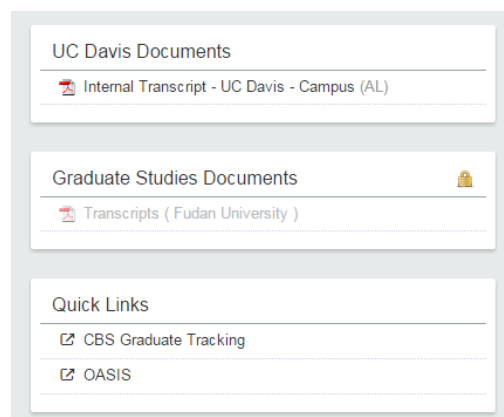 UC Davis Documents
Internal Transcript - UC Davis - Campus (AL)
Graduate Studies Documents
Transcripts ( Fudan University )
Quick Links
CBS Graduate Tracking
OASIS